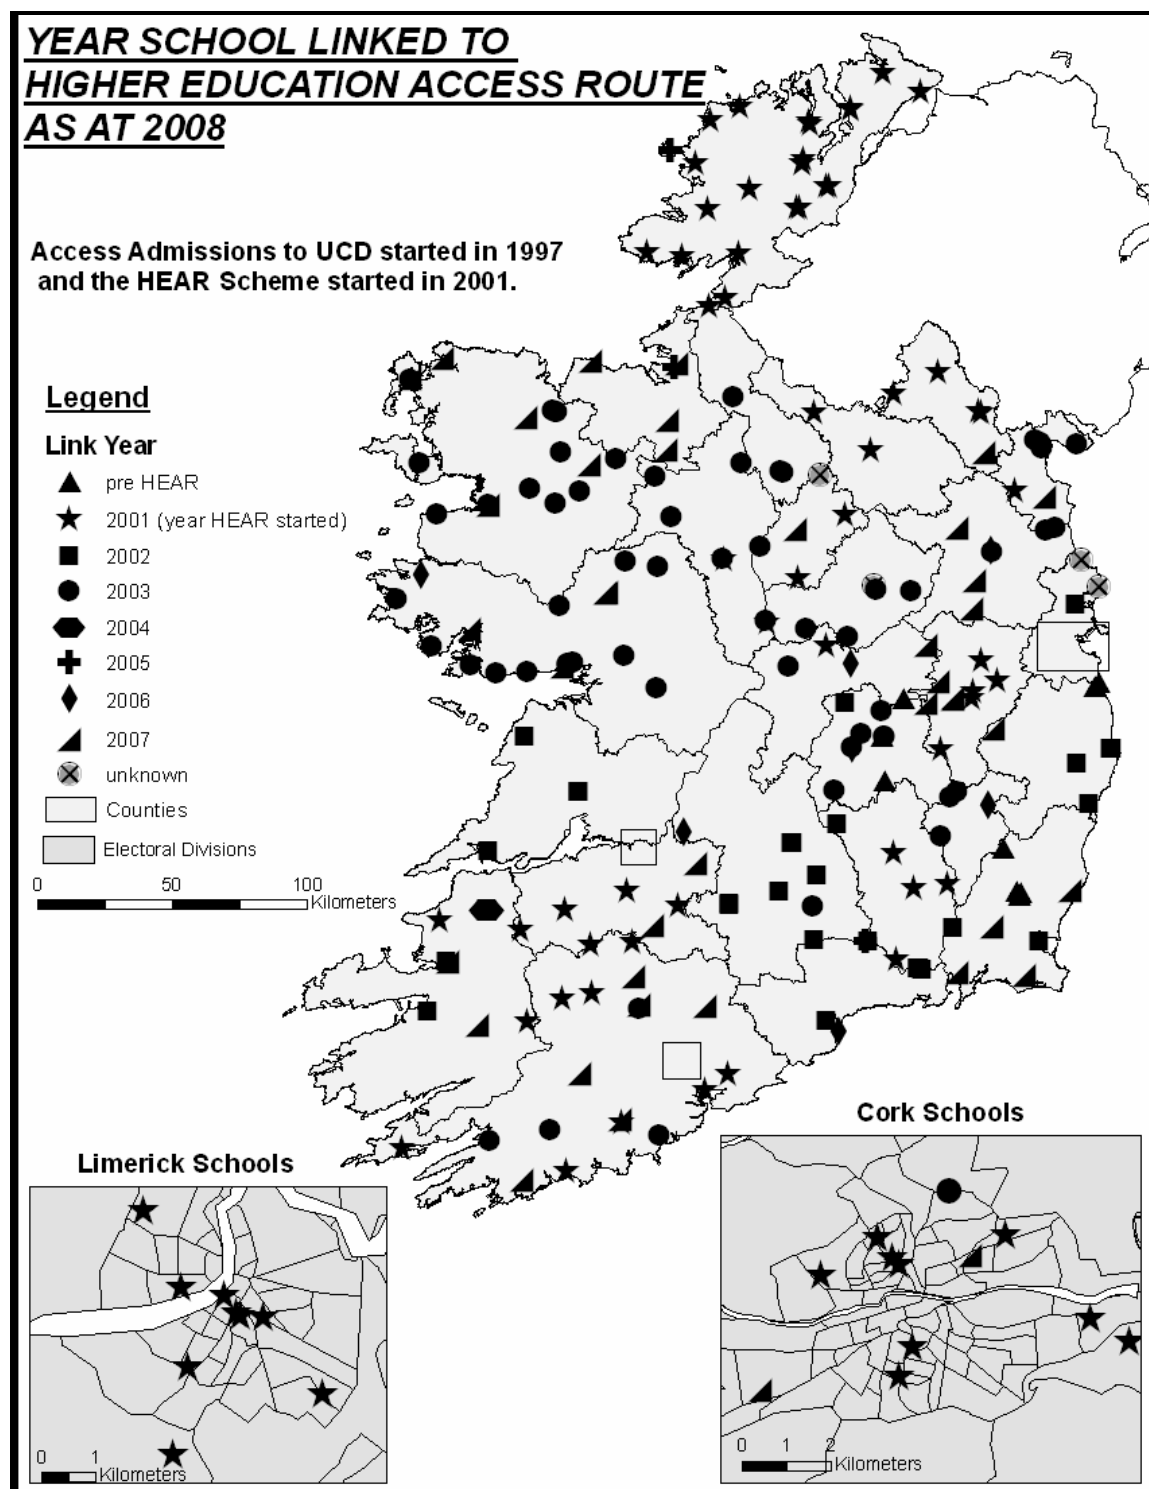 YEAR SCHOOL LINKED TO
HIGHER EDUCATION ACCESS ROUTE
AS AT 2008
Access Admissions to UCD started in 1997
and the HEAR Scheme started in 2001.
Legend
Link Year
pre HEAR
2001 (year HEAR started)
2002
2003
2004
2005
2006
2007
unknown
Counties
Electoral Divisions
0 50 100
Kilometers
Limerick Schools
0 1
Kilometers
Cork Schools
0 1 2
Kilometers